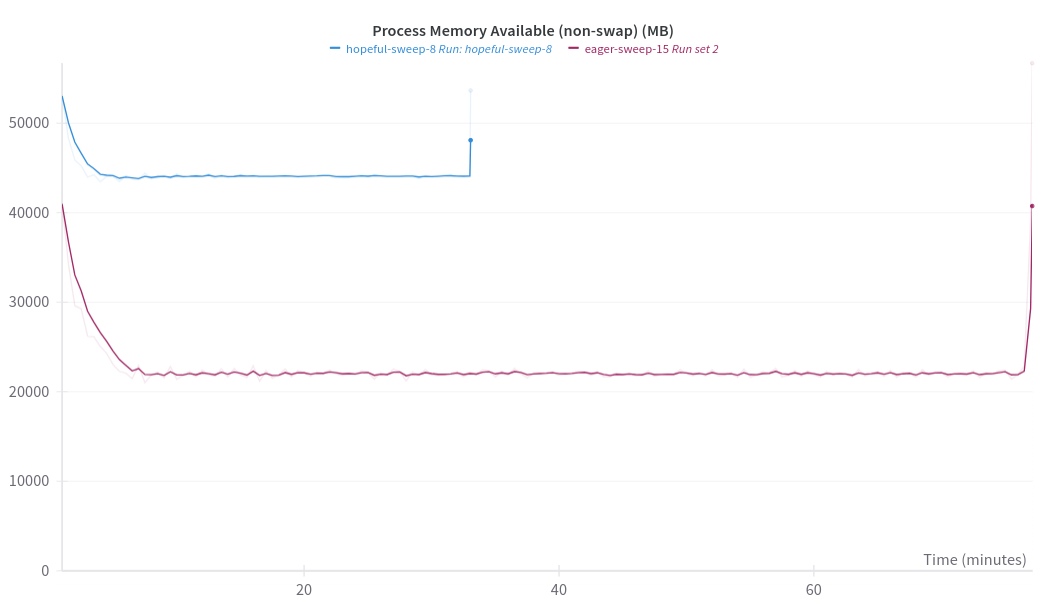 Process Memory Available (non-swap) (MB)
hopeful-sweep-8 Run: hopeful-sweep-8 eager-sweep-15 Run set 2
50000
40000
30000
20000
10000
0
Time (minutes)
20 40 60